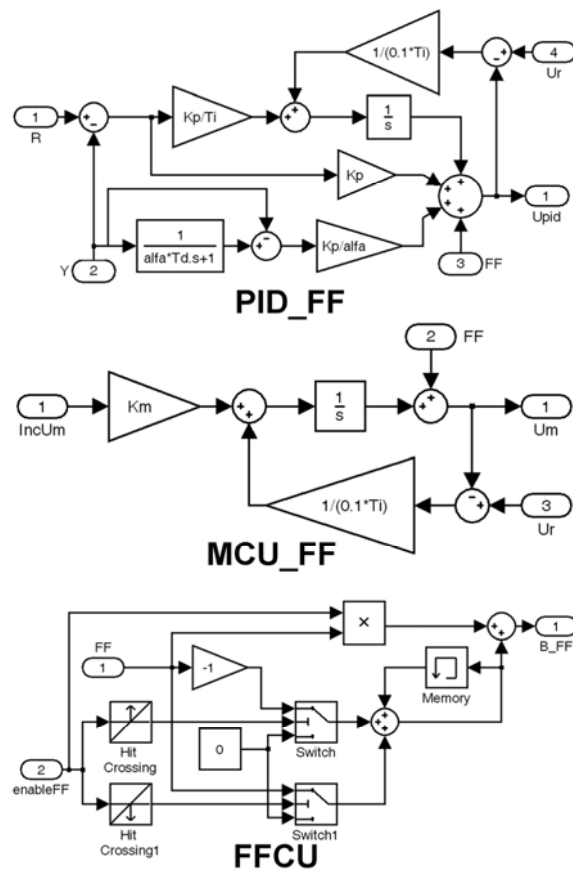 1/(0.1*Ti)
4
Ur
1
R
Kp/Ti
1
s
Kp
1
Upid
1
alfa*Td.s+1
Kp/alfa
3
FF
Y
2
PID_FF
2
FF
1
IncUm
Km
1
s
1
Um
1/(0.1*Ti)
3
Ur
MCU_FF
FF
1
-1
×
1
B_FF
Memory
Hit
Crossing
0
Switch
2
enableFF
Hit
Crossing1
Switch1
FFCU